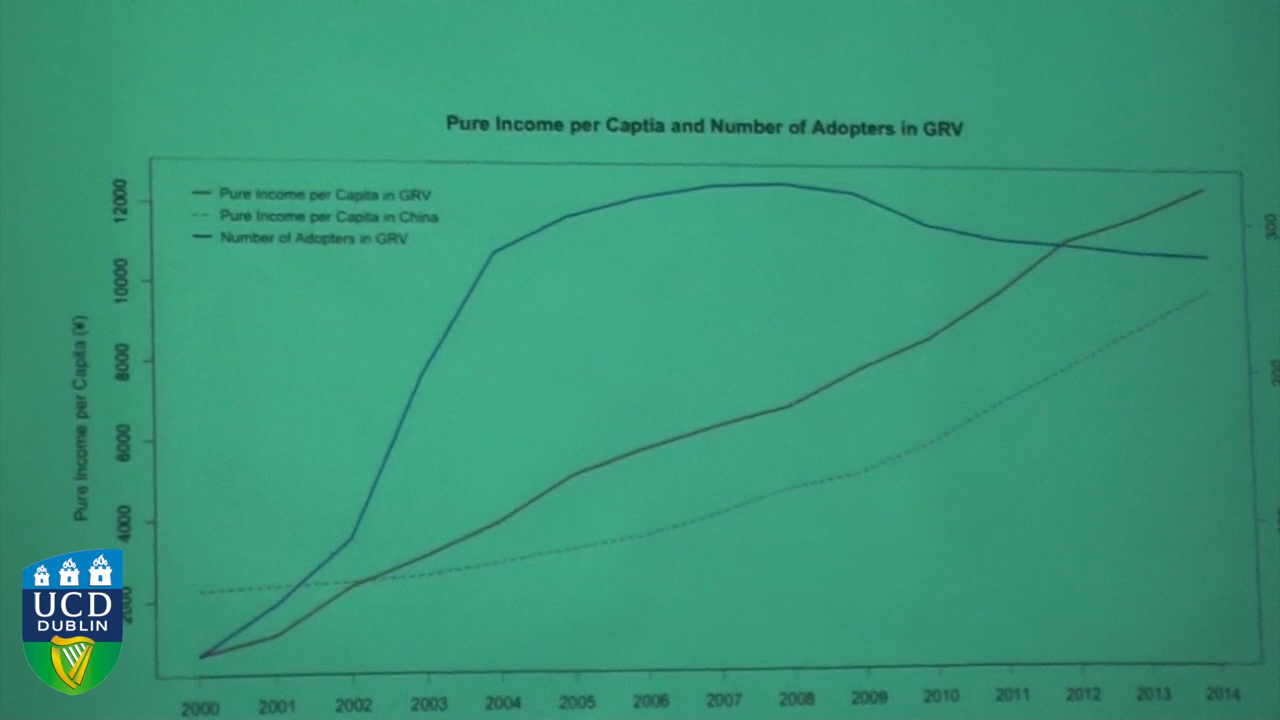 Pure Income per Captia and Number of Adopters in GRV
Pure Income per Capita in GRV
Pure Income per Capita in China
Number of Adopters in GRV
Pure Income per Capita (¥)
12000
10000
8000
6000
4000
2000
300
2000 2001 2002 2003 2004 2005 2006 2007 2008 2009 2010 2011 2012 2013 2014
UCD
DUBLIN